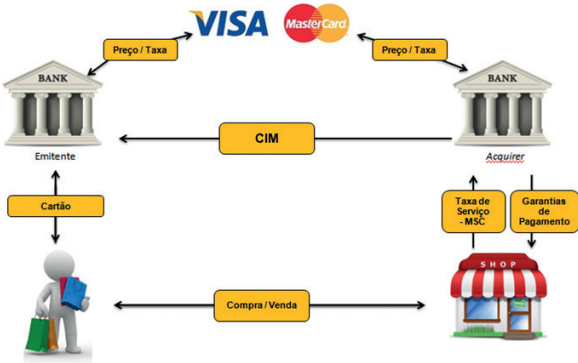 VISA MasterCard
Preço / Taxa
Preço / Taxa
BANK
BANK
Emitente
CIM
Acquirer
Cartão
Taxa de
Serviço
- MSC
Garantias
de
Pagamento
SHOP
Compra / Venda